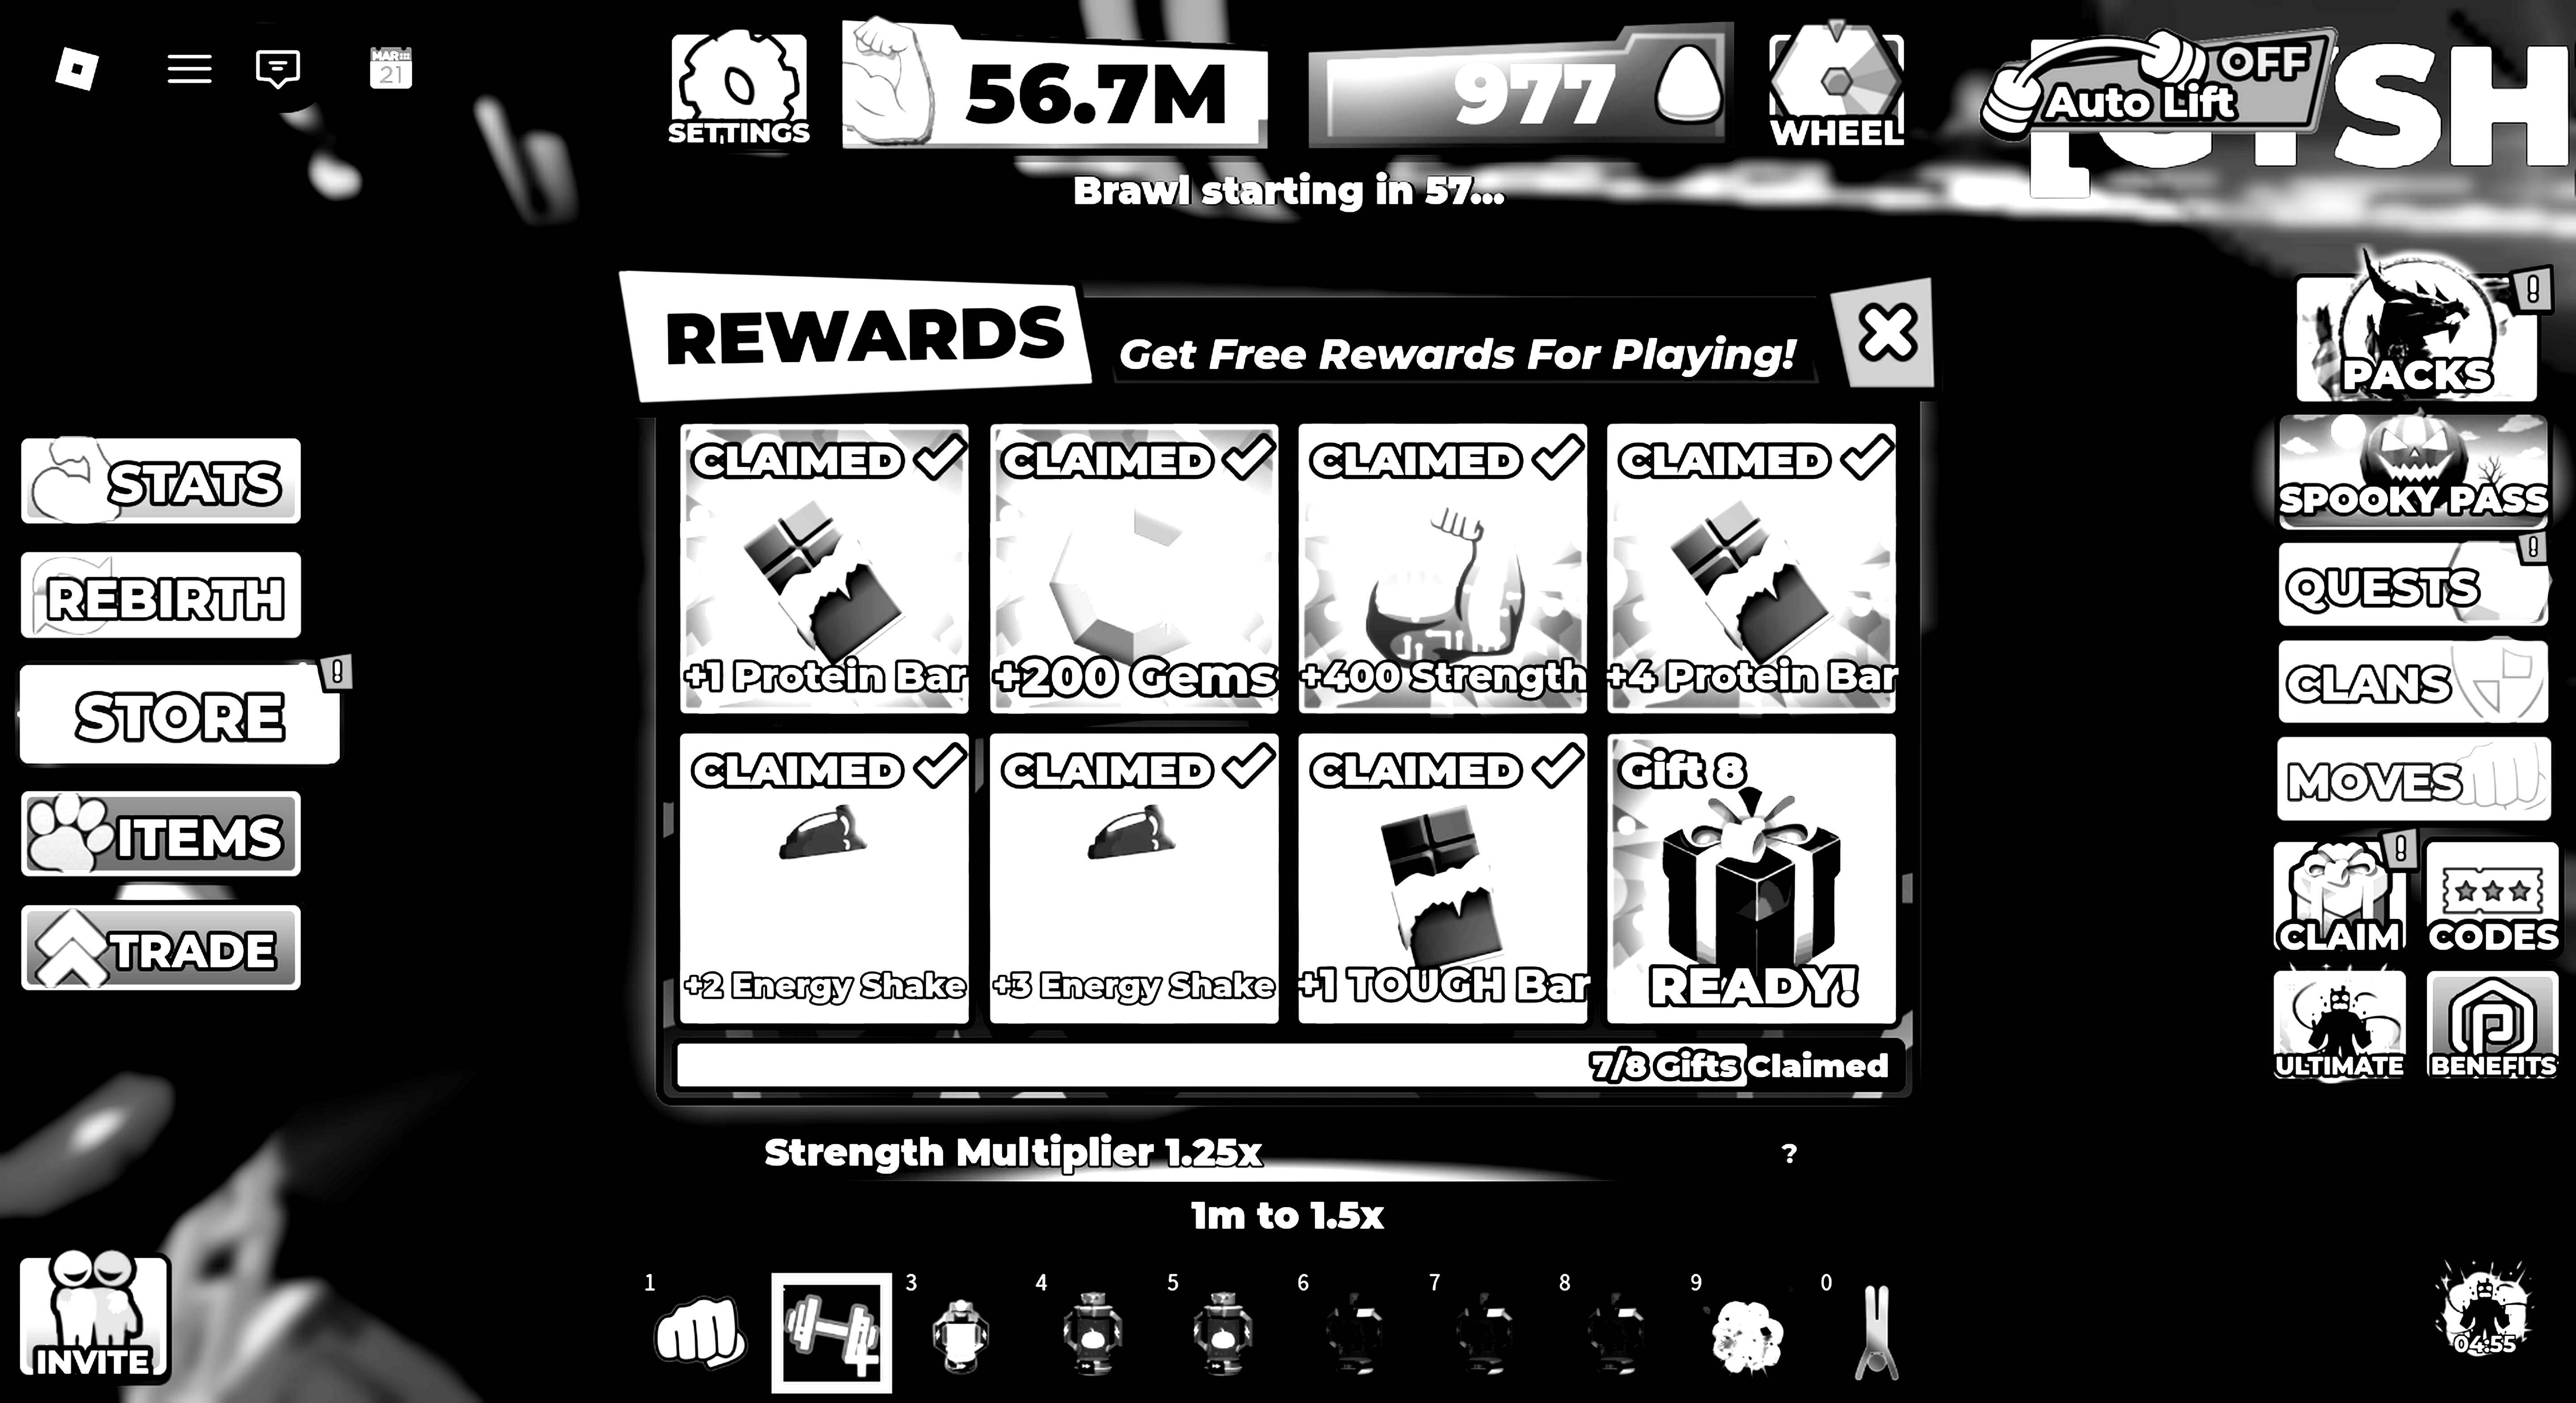 MAR
21
SETTINGS
56.7M
977
WHEEL
OFF
Auto Lift
Brawl starting in 57...
REWARDS
Get Free Rewards For Playing!
CLAIMED
CLAIMED
CLAIMED
CLAIMED
+1 Protein Bar
+200 Gems
+400 Strength
+4 Protein Bar
CLAIMED
CLAIMED
CLAIMED
Gift 8
+2 Energy Shake
+3 Energy Shake
+1 TOUGH Bar
READY!
7/8 Gifts Claimed
STATS
REBIRTH
!
STORE
ITEMS
TRADE
!
PACKS
SPOOKY PASS
!
QUESTS
CLANS
MOVES
!
CLAIM
CODES
ULTIMATE
BENEFITS
Strength Multiplier 1.25x
?
1m to 1.5x
INVITE
1
3
4
5
6
7
8
9
0
04:55